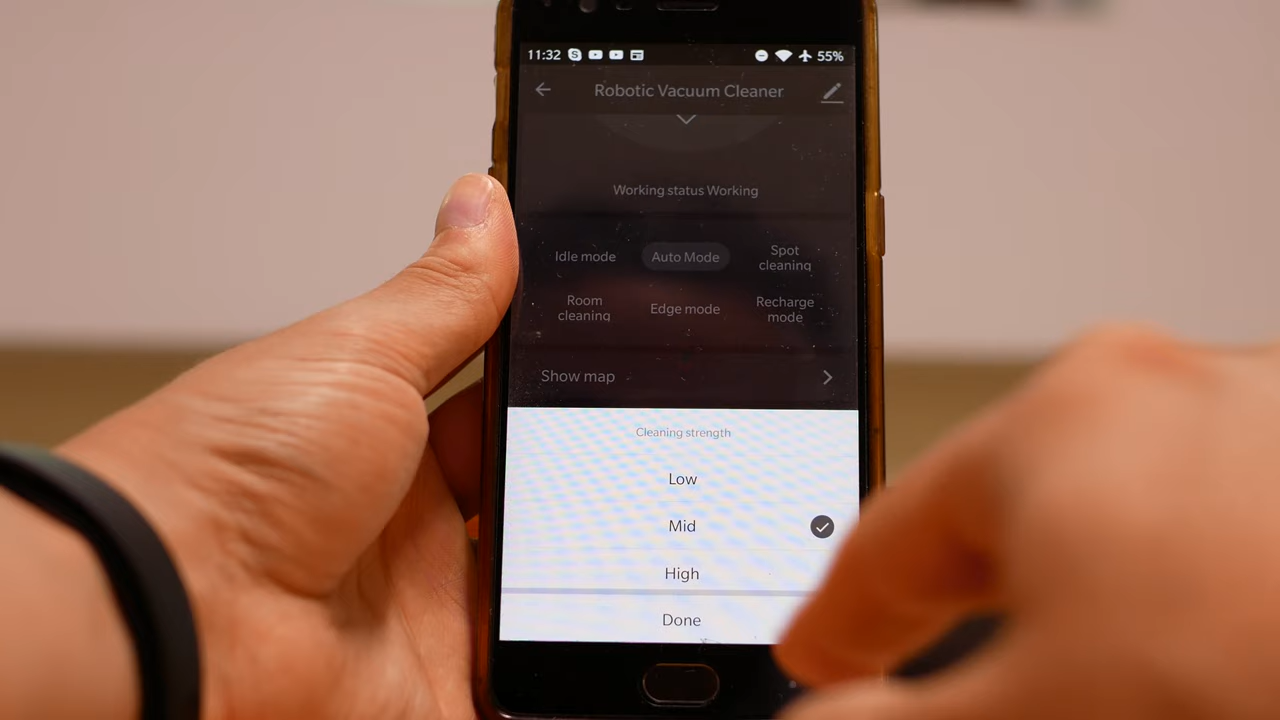 11:32 55%
Robotic Vacuum Cleaner
Working status Working
Idle mode
Auto Mode
Spot
cleaning
Room
cleaning
Edge mode
Recharge
mode
Show map
Cleaning strength
Low
Mid
High
Done